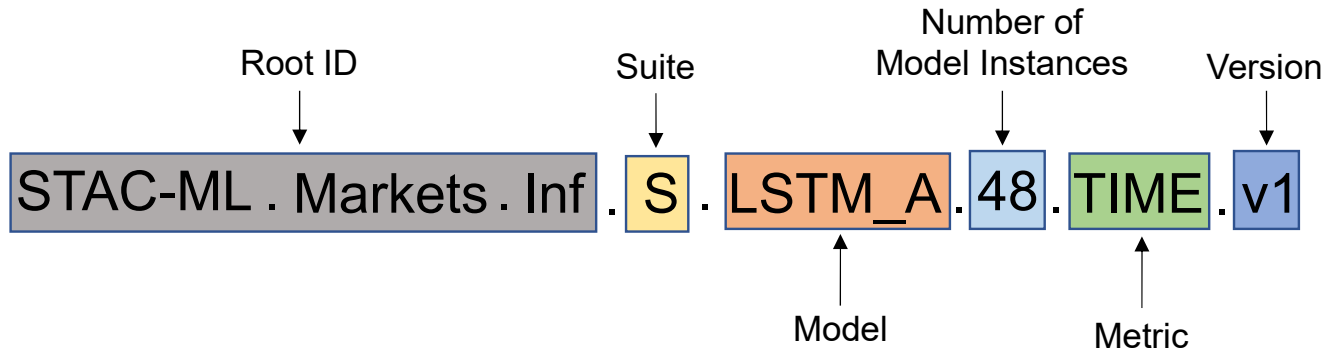 Number of
Root ID Suite Model Instances Version
STAC-ML . Markets . Inf . S . LSTM_A . 48 . TIME . v1
Model Metric